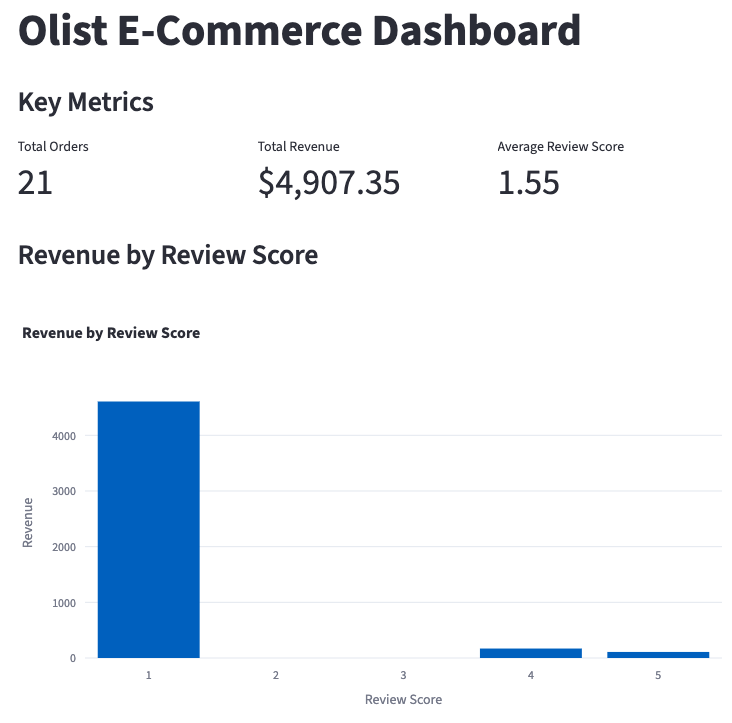 Olist E-Commerce Dashboard
Key Metrics
Total Orders
Total Revenue
Average Review Score
21
$4,907.35
1.55
Revenue by Review Score
Revenue by Review Score
4000
3000
2000
1000
0
Revenue
1
2
3
4
5
Review Score